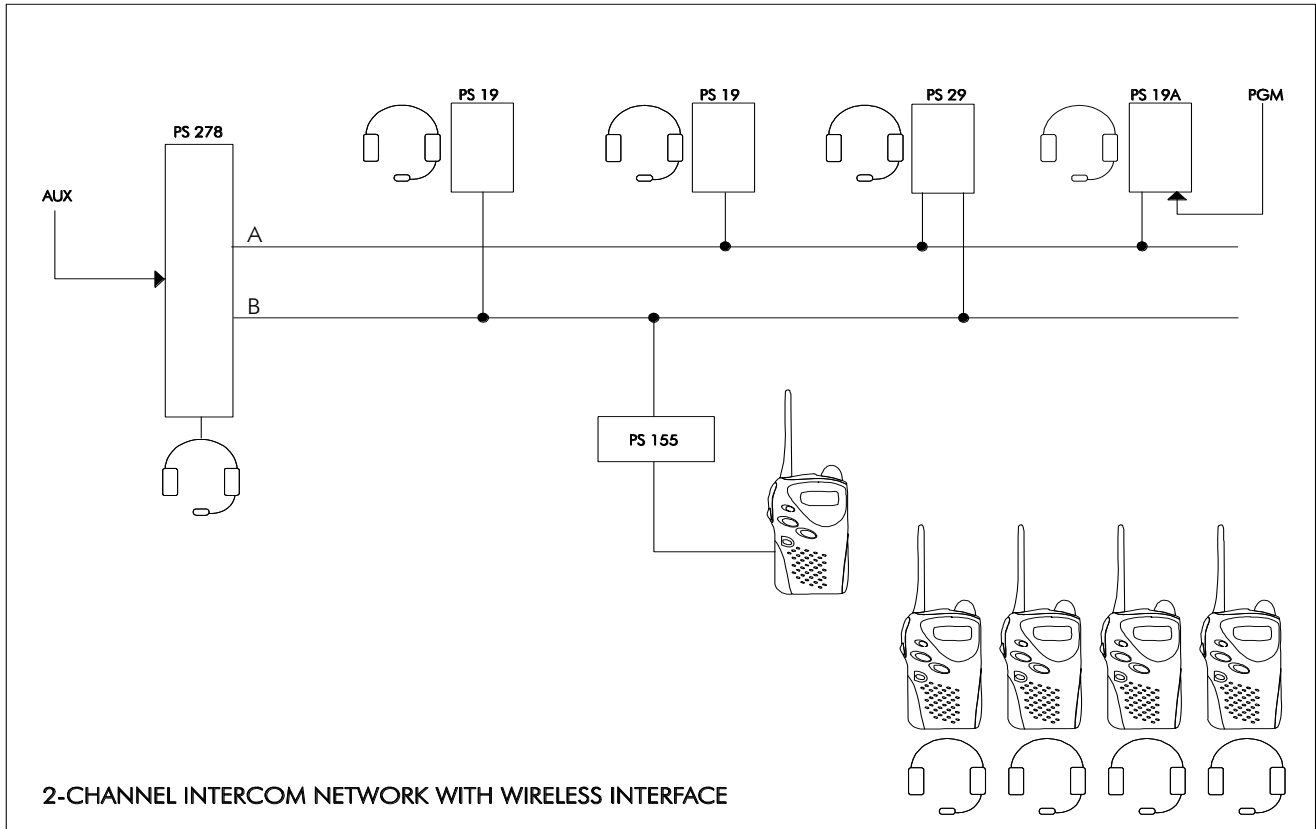 PS 19
PS 19
PS 29
PS 19A
PGM
PS 278
AUX
A
B
PS 155
2-CHANNEL INTERCOM NETWORK WITH WIRELESS INTERFACE